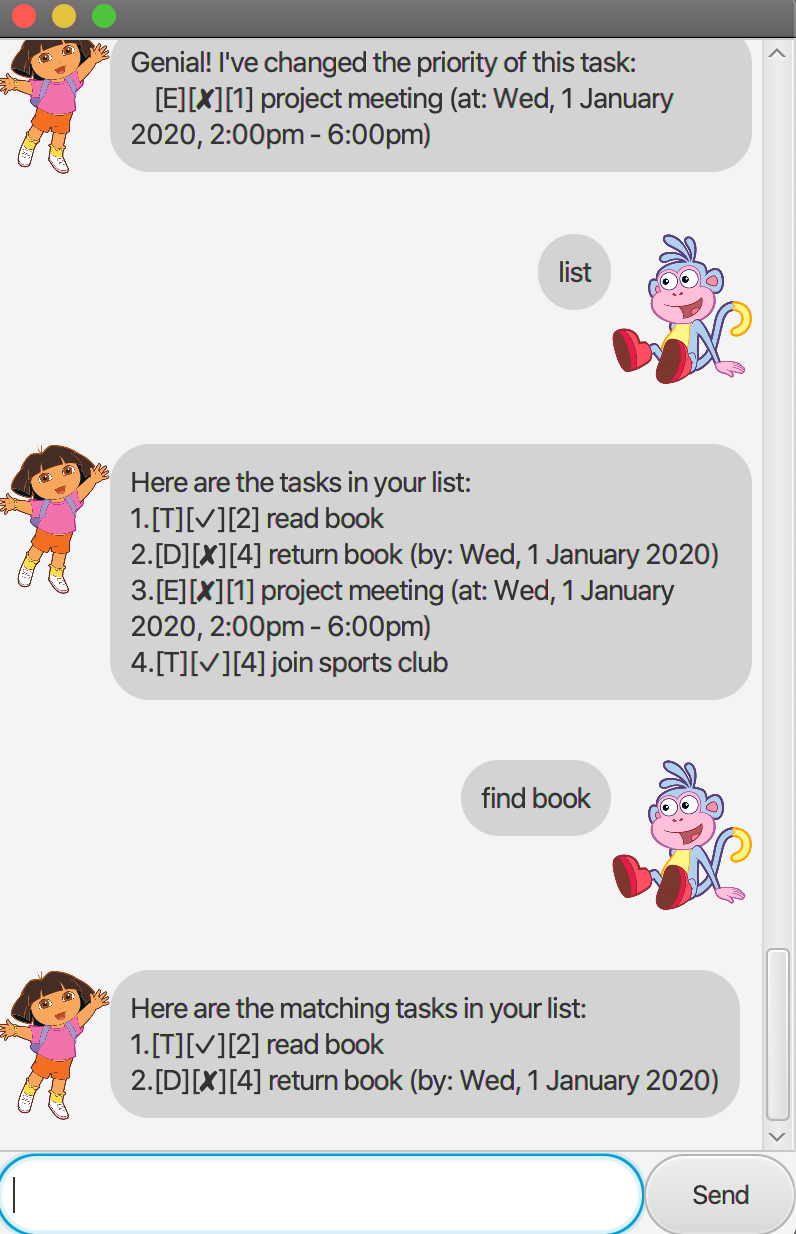 Genial! I've changed the priority of this task:
[E][✘][1] project meeting (at: Wed, 1 January
2020, 2:00pm - 6:00pm)
list
Here are the tasks in your list:
1.[T][✓][2] read book
2.[D][✘][4] return book (by: Wed, 1 January 2020)
3.[E][✘][1] project meeting (at: Wed, 1 January
2020, 2:00pm - 6:00pm)
4.[T][✓][4] join sports club
find book
Here are the matching tasks in your list:
1.[T][✓][2] read book
2.[D][✘][4] return book (by: Wed, 1 January 2020)
Send